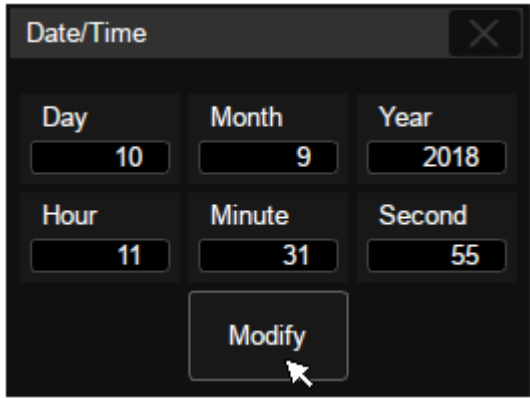 Date/Time
Day Month Year
10 9 2018
Hour Minute Second
11 31 55
Modify